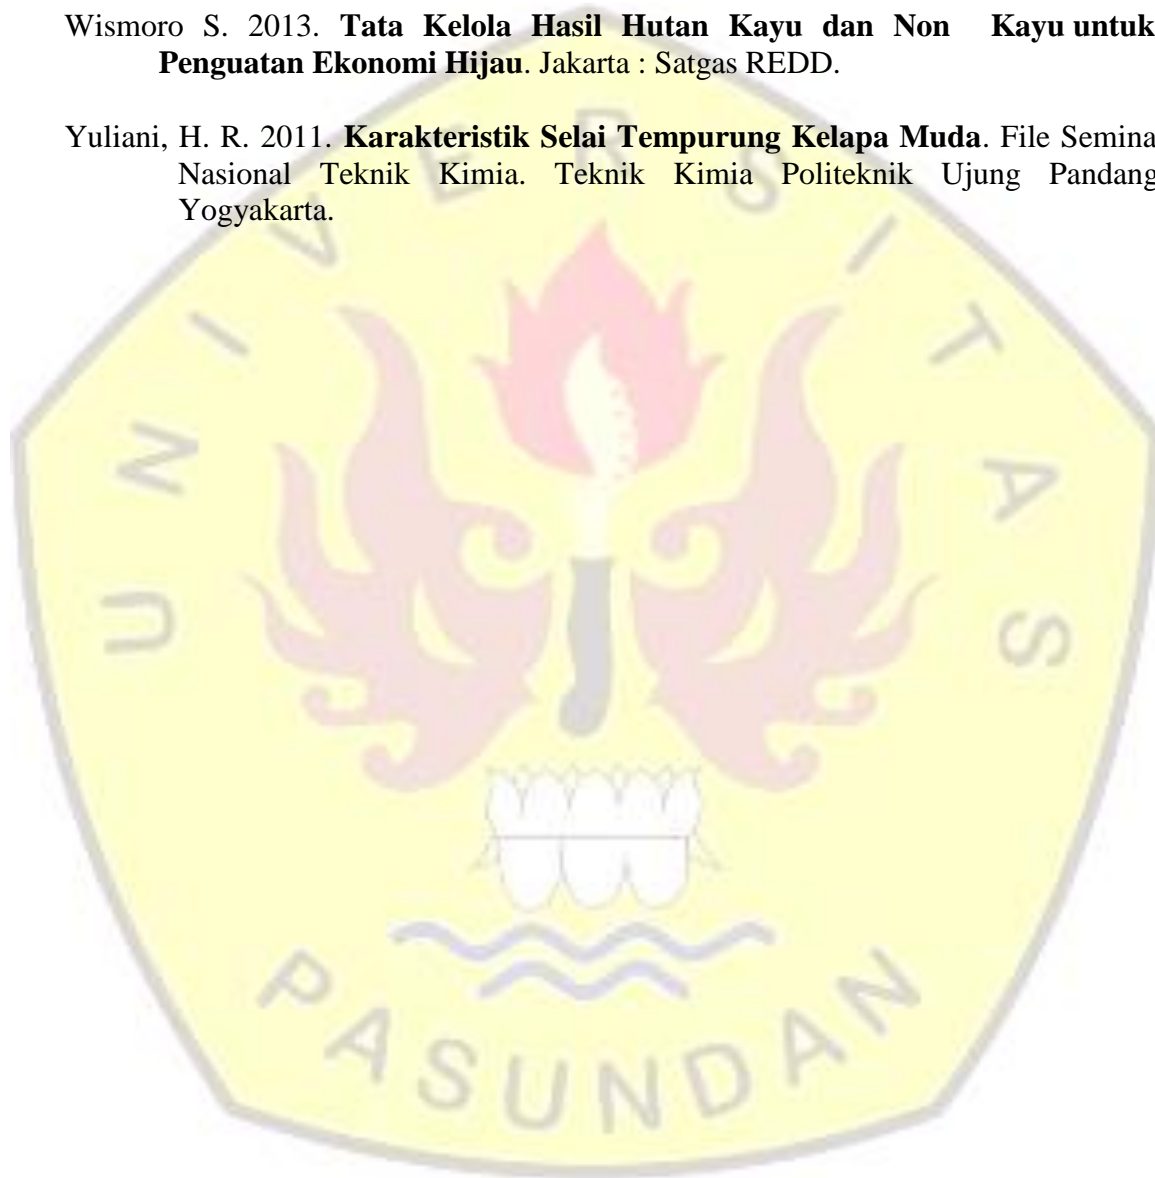 Wismoro S. 2013. Tata Kelola Hasil Hutan Kayu dan Non Kayu untuk
Penguatan Ekonomi Hijau. Jakarta : Satgas REDD.
Yuliani, H. R. 2011. Karakteristik Selai Tempurung Kelapa Muda. File Semina
Nasional Teknik Kimia. Teknik Kimia Politeknik Ujung Pandang
Yogyakarta.
UNIVERSITAS
PASUNDAN